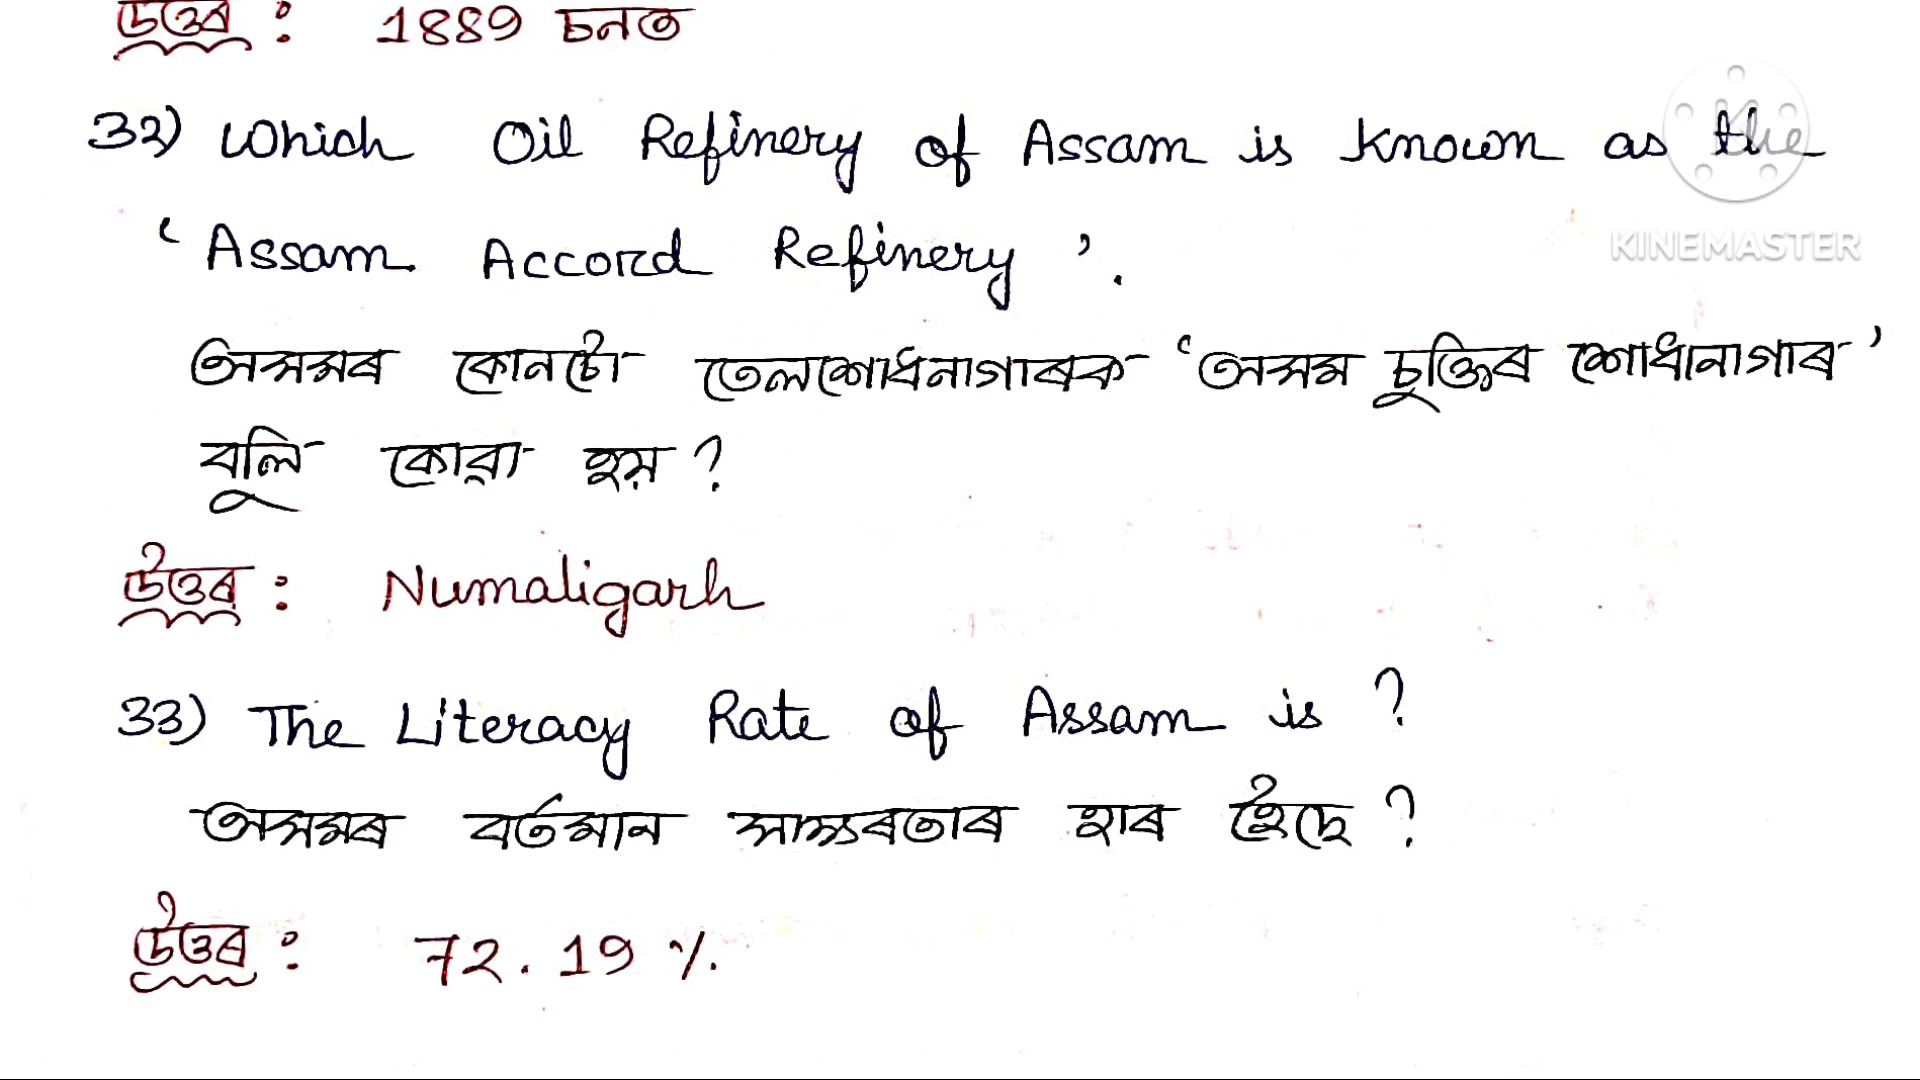 উত্তৰ : 1889 চনত
32) Which Oil Refinery of Assam is Known as the
KINEMASTER
‘Assam Accord Refinery’.
অসমৰ কোনটো তেলশোধনাগাৰক ‘অসম চুক্তিৰ শোধানাগাৰ’
বুলি কোৱা হয় ?
উত্তৰ : Numaligarh
33) The Literacy Rate of Assam is ?
অসমৰ বৰ্তমান সাক্ষৰতাৰ হাৰ হৈছে ?
উত্তৰ : 72.19 %.